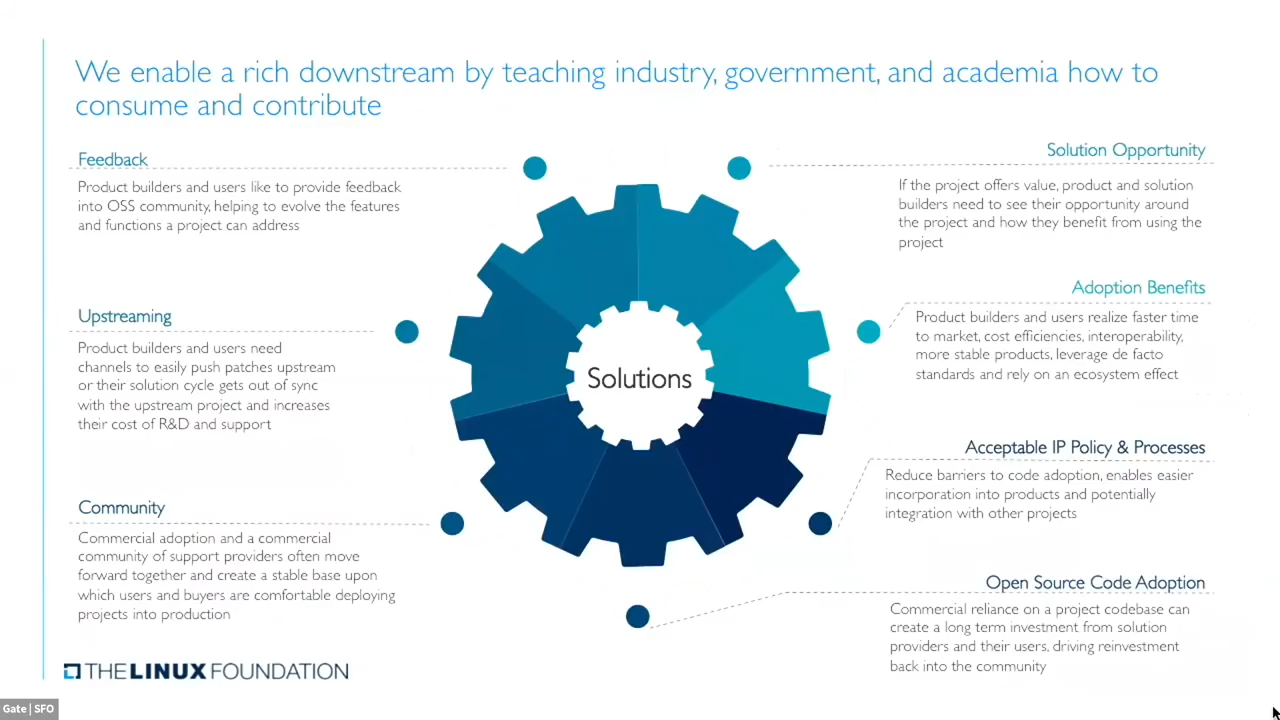 We enable a rich downstream by teaching industry, government, and academia how to
consume and contribute
Feedback
Product builders and users like to provide feedback
into OSS community, helping to evolve the features
and functions a project can address
Upstreaming
Product builders and users need
channels to easily push patches upstream
or their solution cycle gets out of sync
with the upstream project and increases
their cost of R&D and support
Community
Commercial adoption and a commercial
community of support providers often move
forward together and create a stable base upon
which users and buyers are comfortable deploying
projects into production
Solutions
Solution Opportunity
If the project offers value, product and solution
builders need to see their opportunity around
the project and how they benefit from using the
project
Adoption Benefits
Product builders and users realize faster time
to market, cost efficiencies, interoperability,
more stable products, leverage de facto
standards and rely on an ecosystem effect
Acceptable IP Policy & Processes
Reduce barriers to code adoption, enables easier
incorporation into products and potentially
integration with other projects
Open Source Code Adoption
Commercial reliance on a project codebase can
create a long term investment from solution
providers and their users, driving reinvestment
back into the community
THE LINUX FOUNDATION
Gate | SFO